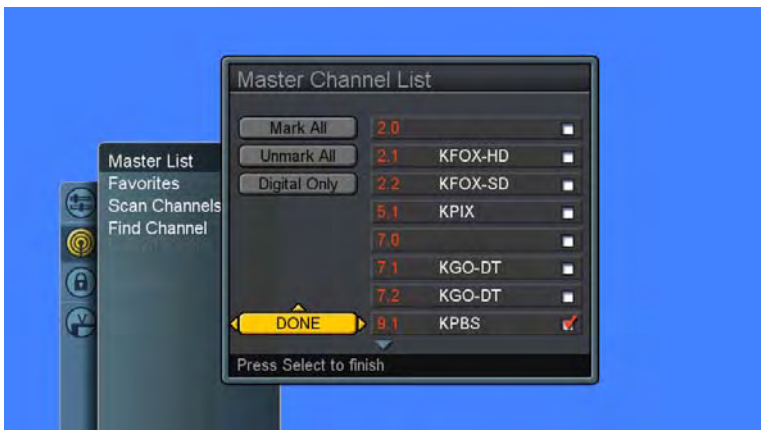 Master Channel List
Mark All
Unmark All
Digital Only
DONE
2.0
2.1 KFOX-HD
2.2 KFOX-SD
5.1 KPIX
7.0
7.1 KGO-DT
7.2 KGO-DT
9.1 KPBS
Press Select to finish
Master List
Favorites
Scan Channels
Find Channel